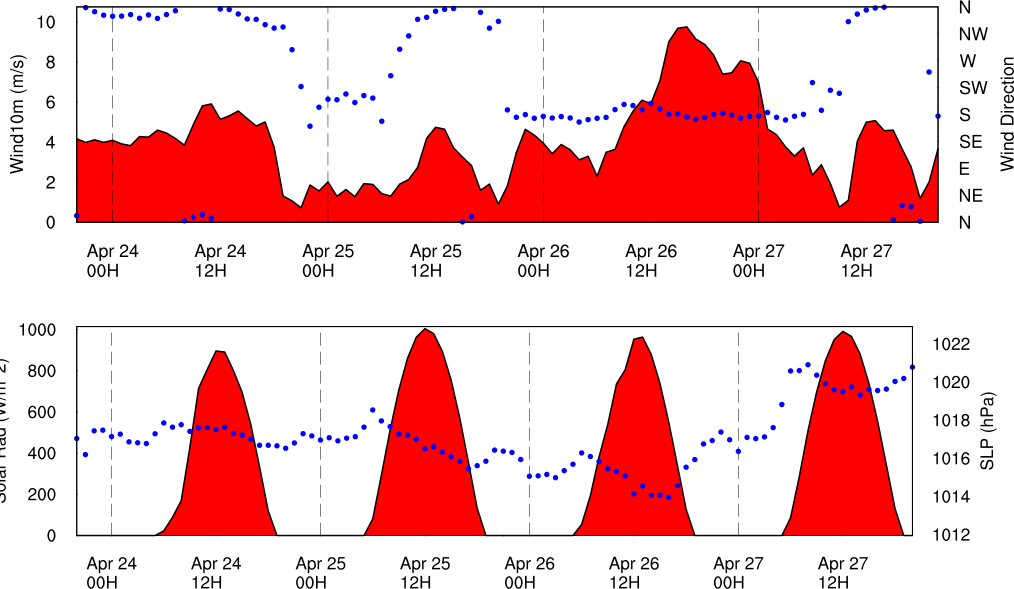 Wind10m (m/s)
10
8
6
4
2
0
N
NW
W
SW
S
SE
E
NE
N
Wind Direction
Apr 24 Apr 24 Apr 25 Apr 25 Apr 26 Apr 26 Apr 27 Apr 27
00H 12H 00H 12H 00H 12H 00H 12H
Solar Rad (W/m^2)
1000
800
600
400
200
0
1022
1020
1018
1016
1014
1012
SLP (hPa)
Apr 24 Apr 24 Apr 25 Apr 25 Apr 26 Apr 26 Apr 27 Apr 27
00H 12H 00H 12H 00H 12H 00H 12H